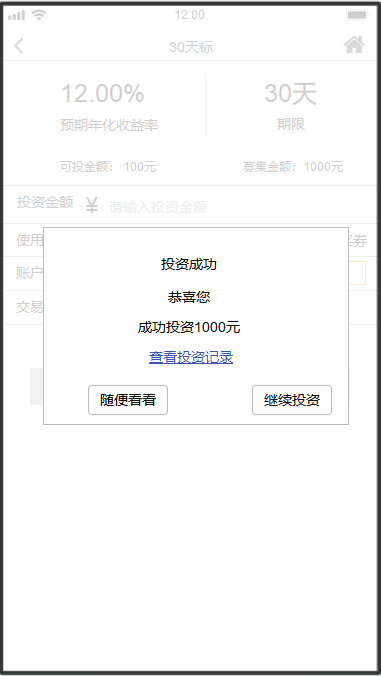 12:00
30天标
12.00% 30天
预期年化收益率 期限
可投金额： 100元 募集金额：1000元
投资金额 ¥ 请输入投资金额
使用
账户
交易
投资成功
恭喜您
成功投资1000元
查看投资记录
随便看看 继续投资